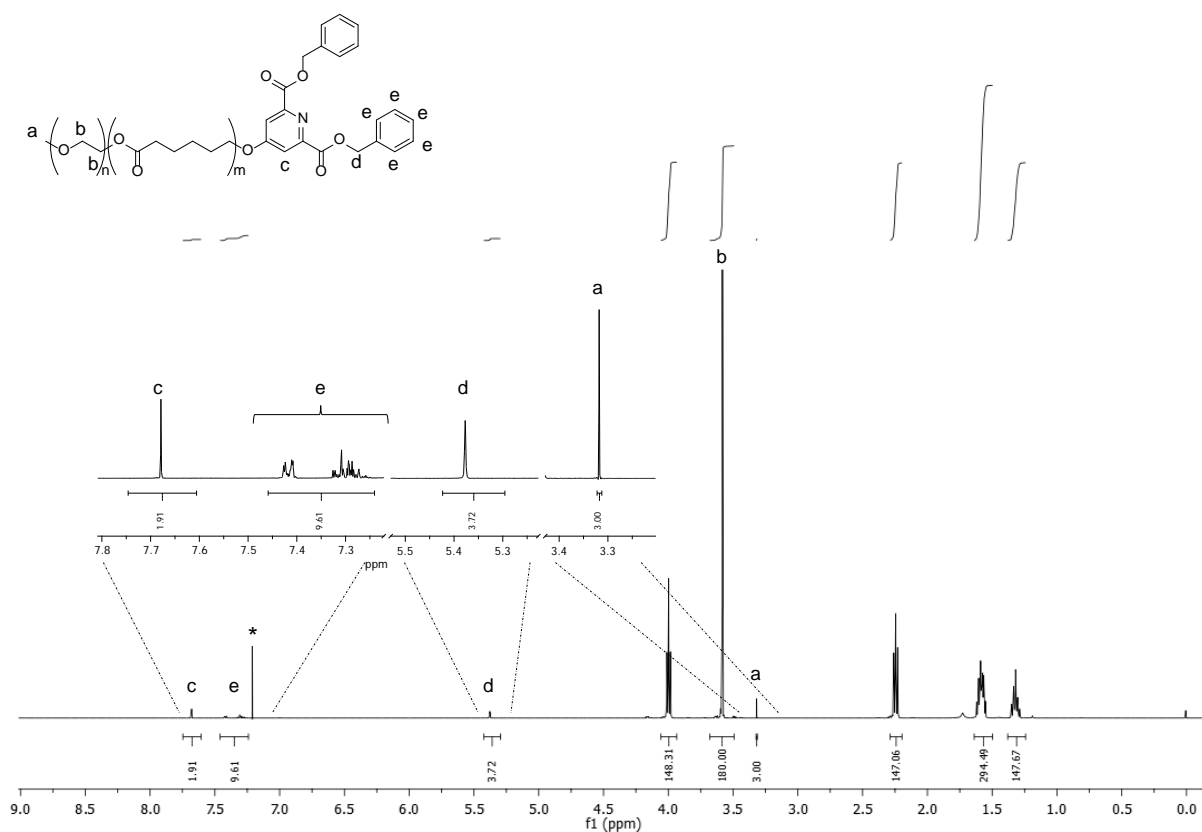 O
O
O
N
e
e
e
a
b
O
O
O
e
e
b
n
O
m
c
O
O
d
b
a
c
e
d
1.91
9.61
3.72
3.00
7.8 7.7 7.6 7.5 7.4 7.3 5.5 5.4 5.3 3.4 3.3
ppm
*
c e d a
1.91 9.61 3.72 148.31 180.00 3.00 147.06 294.49 147.67
9.0 8.5 8.0 7.5 7.0 6.5 6.0 5.5 5.0 4.5 4.0 3.5 3.0 2.5 2.0 1.5 1.0 0.5 0.0
f1 (ppm)